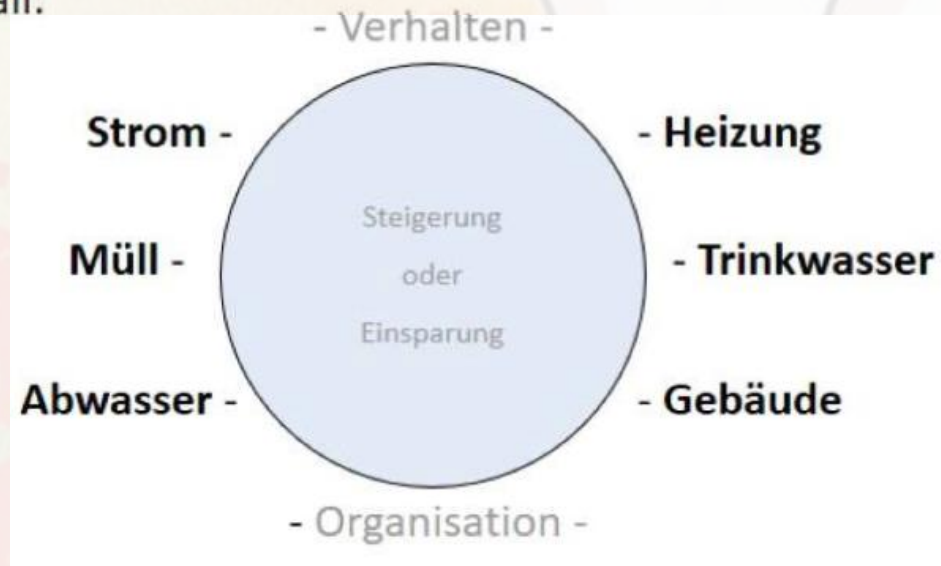 - Verhalten -
Strom -
- Heizung
Steigerung
Müll -
oder
- Trinkwasser
Einsparung
Abwasser -
- Gebäude
- Organisation -